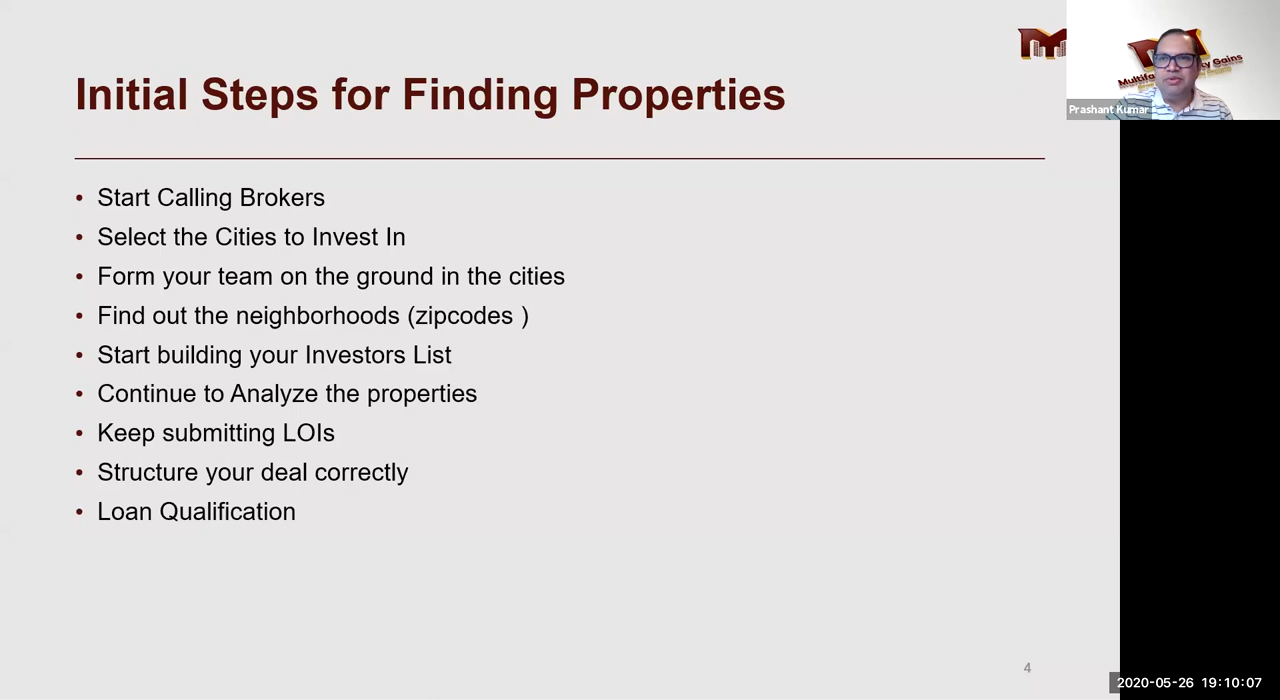 Initial Steps for Finding Properties
• Start Calling Brokers
• Select the Cities to Invest In
• Form your team on the ground in the cities
• Find out the neighborhoods (zipcodes )
• Start building your Investors List
• Continue to Analyze the properties
• Keep submitting LOIs
• Structure your deal correctly
• Loan Qualification
4
Gains
Prashant Kumar
2020-05-26 19:10:07